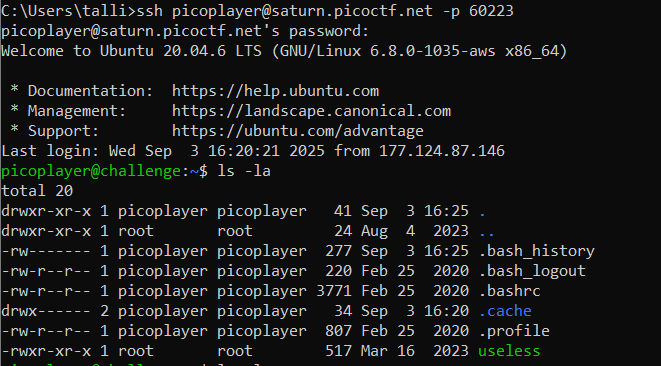 C:\Users\talli>ssh picoplayer@saturn.picoctf.net -p 60223
picoplayer@saturn.picoctf.net's password:
Welcome to Ubuntu 20.04.6 LTS (GNU/Linux 6.8.0-1035-aws x86_64)
* Documentation:  https://help.ubuntu.com
* Management:     https://landscape.canonical.com
* Support:        https://ubuntu.com/advantage
Last login: Wed Sep  3 16:20:21 2025 from 177.124.87.146
picoplayer@challenge:~$ ls -la
total 20
drwxr-xr-x 1 picoplayer picoplayer   41 Sep  3 16:25 .
drwxr-xr-x 1 root       root         24 Aug  4  2023 ..
-rw------- 1 picoplayer picoplayer  277 Sep  3 16:25 .bash_history
-rw-r--r-- 1 picoplayer picoplayer  220 Feb 25  2020 .bash_logout
-rw-r--r-- 1 picoplayer picoplayer 3771 Feb 25  2020 .bashrc
drwx------ 2 picoplayer picoplayer   34 Sep  3 16:20 .cache
-rw-r--r-- 1 picoplayer picoplayer  807 Feb 25  2020 .profile
-rwxr-xr-x 1 root       root        517 Mar 16  2023 useless